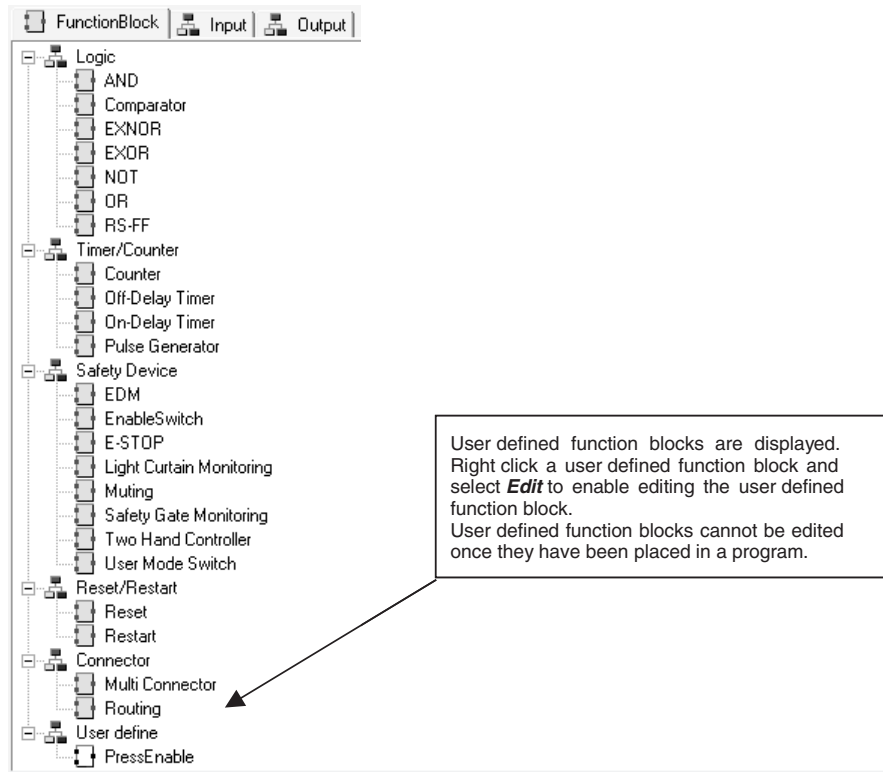 FunctionBlock Input Output
Logic
AND
Comparator
EXNOR
EXOR
NOT
OR
RS-FF
Timer/Counter
Counter
Off-Delay Timer
On-Delay Timer
Pulse Generator
Safety Device
EDM
EnableSwitch
E-STOP
Light Curtain Monitoring
Muting
Safety Gate Monitoring
Two Hand Controller
User Mode Switch
Reset/Restart
Reset
Restart
Connector
Multi Connector
Routing
User define
PressEnable
User defined function blocks are displayed.
Right click a user defined function block and
select Edit to enable editing the user defined
function block.
User defined function blocks cannot be edited
once they have been placed in a program.